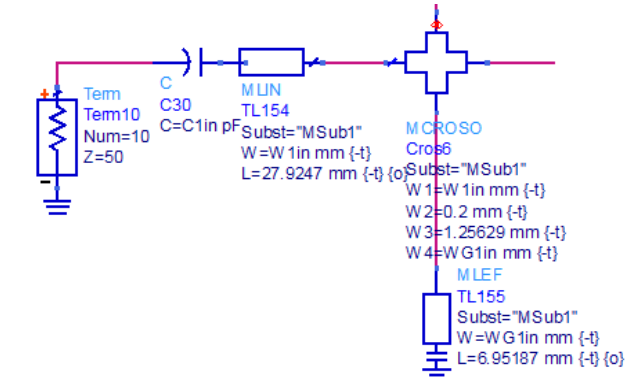 +
Term
Term10
Num=10
Z=50
-
C
C30
C=C1in pF
MLIN
TL154
Subst="MSub1"
W=W1in mm {-t}
L=27.9247 mm {-t} {o}
MCROSO
Cros6
Subst="MSub1"
W1=W1in mm {-t}
W2=0.2 mm {-t}
W3=1.25629 mm {-t}
W4=WG1in mm {-t}
MLEF
TL155
Subst="MSub1"
W=WG1in mm {-t}
L=6.95187 mm {-t} {o}